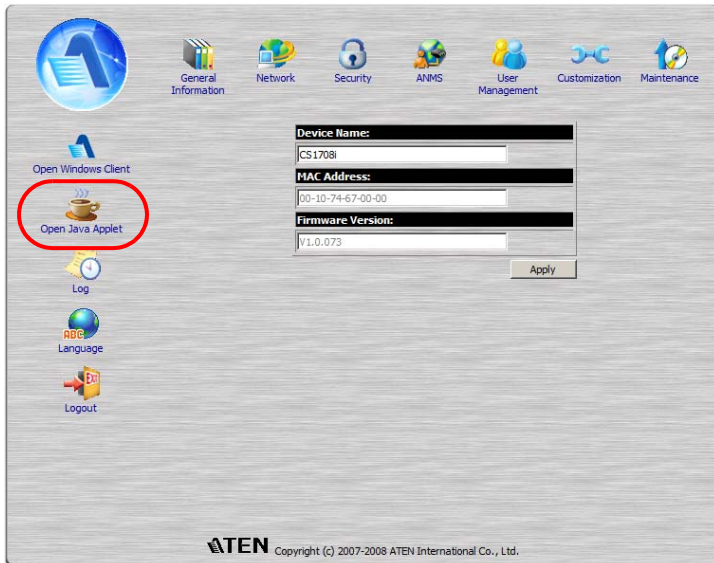 General
Information
Network
Security
ANMS
User
Management
Customization
Maintenance
Open Windows Client
Open Java Applet
Log
ABC
Language
EXIT
Logout
Device Name:
CS1708i
MAC Address:
00-10-74-67-00-00
Firmware Version:
V1.0.073
Apply
ATEN Copyright (c) 2007-2008 ATEN International Co., Ltd.